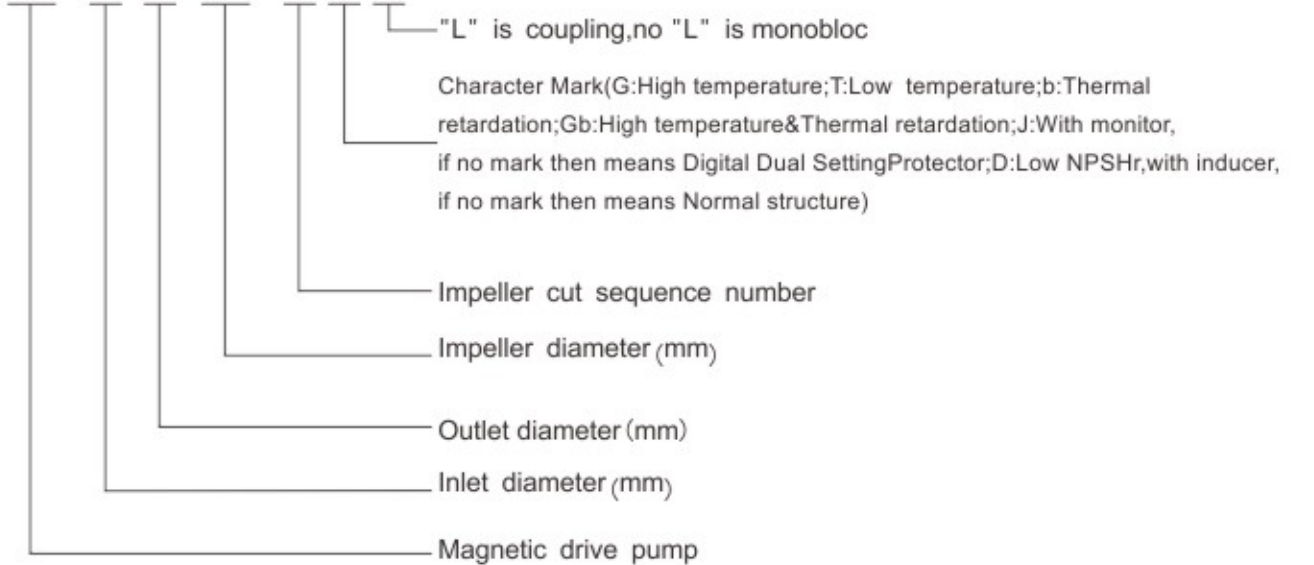 "L" is coupling,no "L" is monobloc
Character Mark(G:High temperature;T:Low temperature;b:Thermal
retardation;Gb:High temperature&Thermal retardation;J:With monitor,
if no mark then means Digital Dual SettingProtector;D:Low NPSHr,with inducer,
if no mark then means Normal structure)
Impeller cut sequence number
Impeller diameter(mm)
Outlet diameter(mm)
Inlet diameter(mm)
Magnetic drive pump